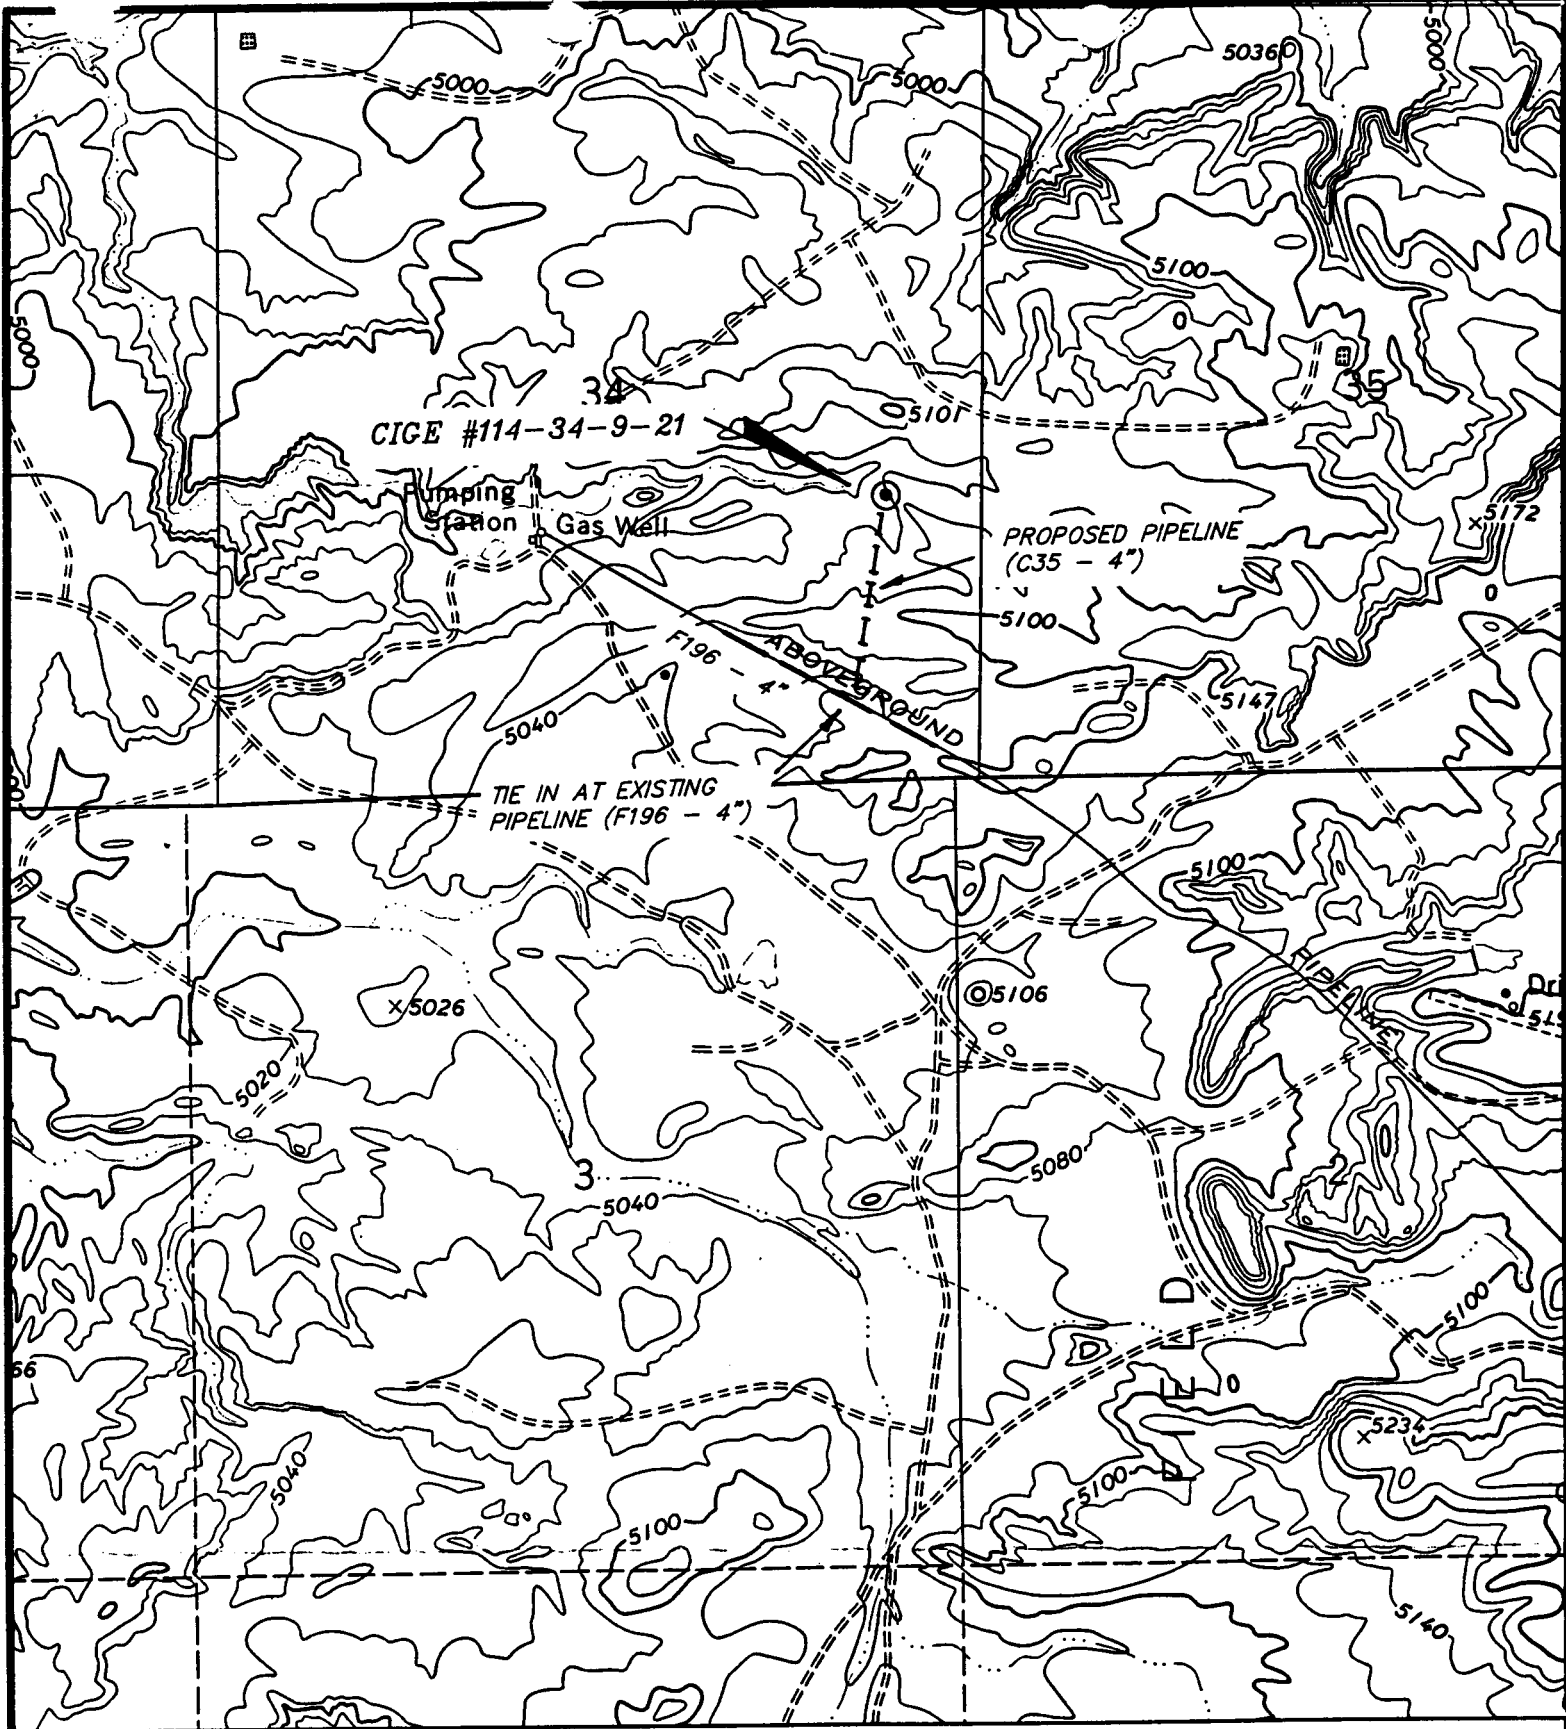 5000
5000
5036
5000
5100
5000
34
35
5101
CIGE #114-34-9-21
Pumping
Station
Gas Well
5172
PROPOSED PIPELINE
(C35 - 4")
5100
F196 - 4"
ABOVEGROUND
5147
5040
TIE IN AT EXISTING
PIPELINE (F196 - 4")
5100
PIPELINE
5026
5106
5020
3
5080
2
5040
5100
66
5234
5040
5100
5100
5140